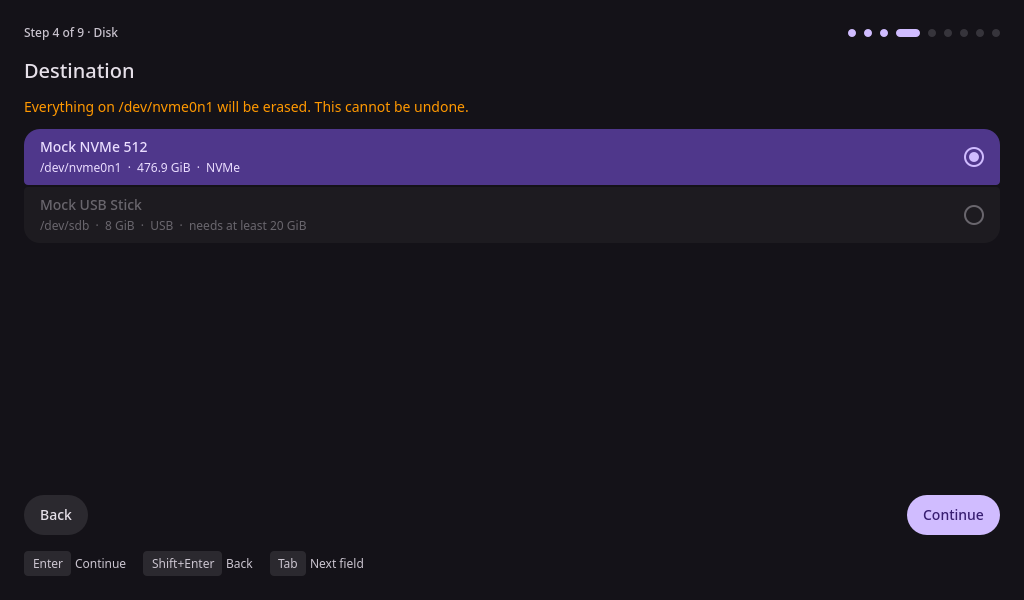 Step 4 of 9 · Disk
Destination
Everything on /dev/nvme0n1 will be erased. This cannot be undone.
Mock NVMe 512
/dev/nvme0n1 · 476.9 GiB · NVMe
Mock USB Stick
/dev/sdb · 8 GiB · USB · needs at least 20 GiB
Back
Continue
Enter Continue Shift+Enter Back Tab Next field